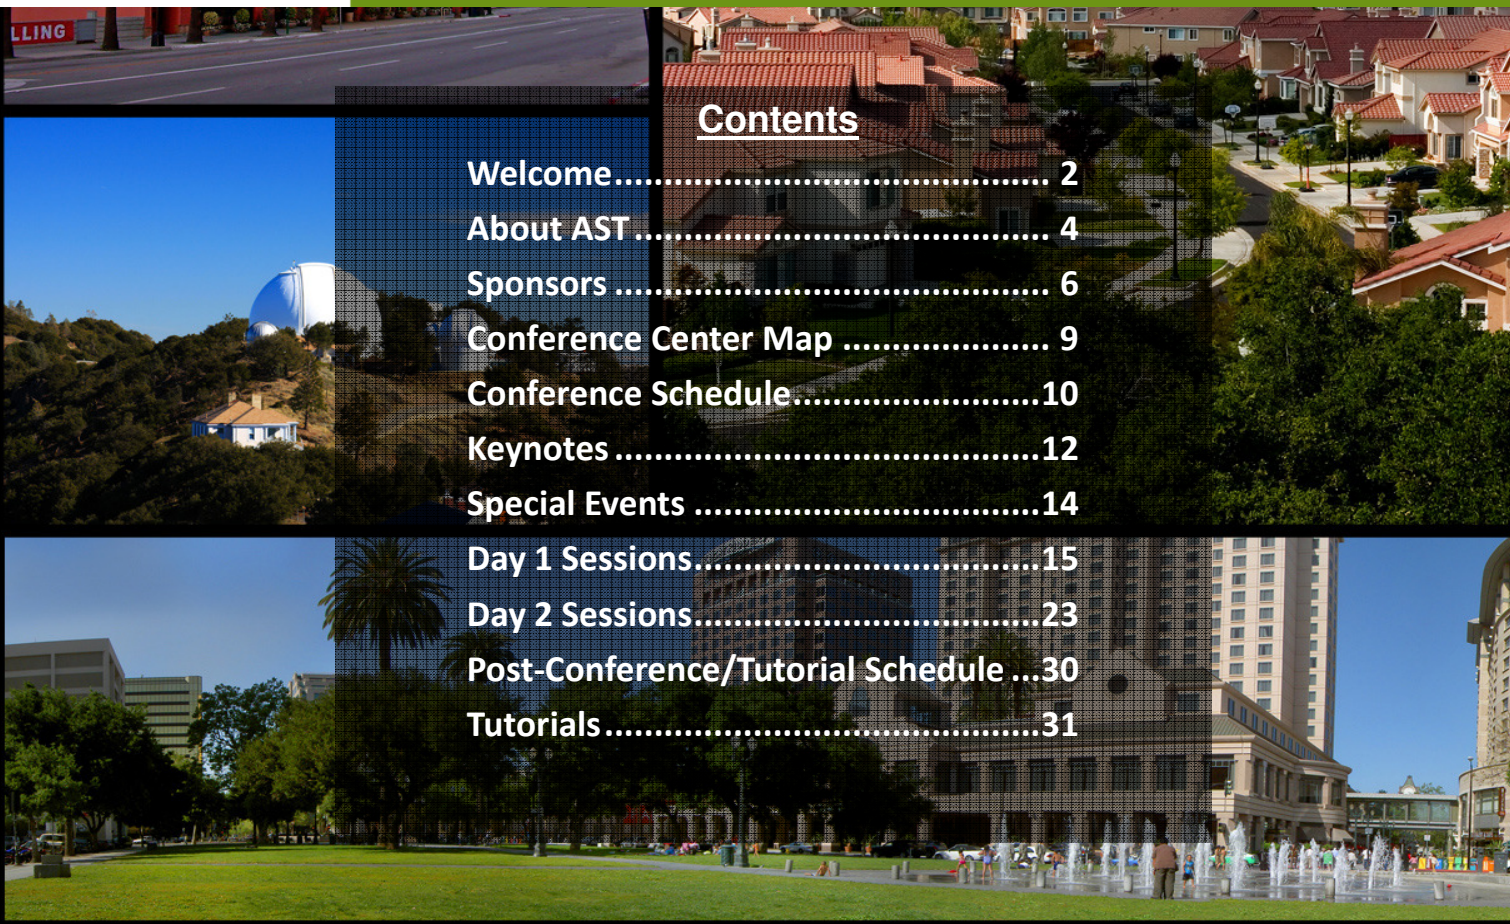 LLING
Contents
Welcome............................................ 2
About AST.......................................... 4
Sponsors ............................................ 6
Conference Center Map ..................... 9
Conference Schedule.........................10
Keynotes ...........................................12
Special Events ...................................14
Day 1 Sessions...................................15
Day 2 Sessions...................................23
Post-Conference/Tutorial Schedule ...30
Tutorials............................................31